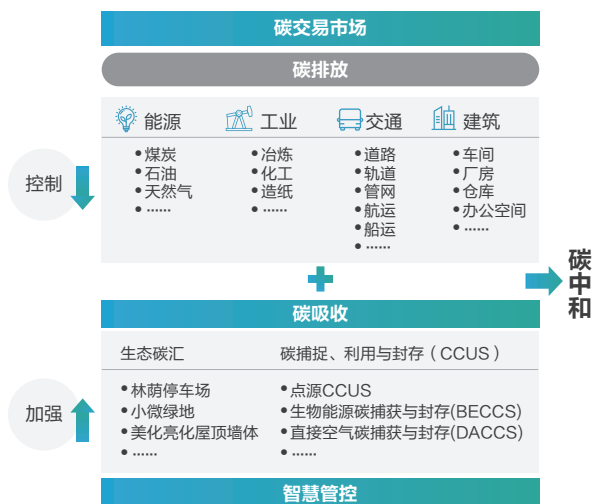 碳交易市场
碳排放
能源
工业
交通
建筑
控制
•煤炭
•石油
•天然气
•······
•冶炼
•化工
•造纸
•······
•道路
•轨道
•管网
•航运
•船运
•······
•车间
•厂房
•仓库
•办公空间
•······
碳中和
碳吸收
生态碳汇
碳捕捉、利用与封存（CCUS）
加强
•林荫停车场
•小微绿地
•美化亮化屋顶墙体
•······
•点源CCUS
•生物能源碳捕获与封存(BECCS)
•直接空气碳捕获与封存(DACCS)
•······
智慧管控